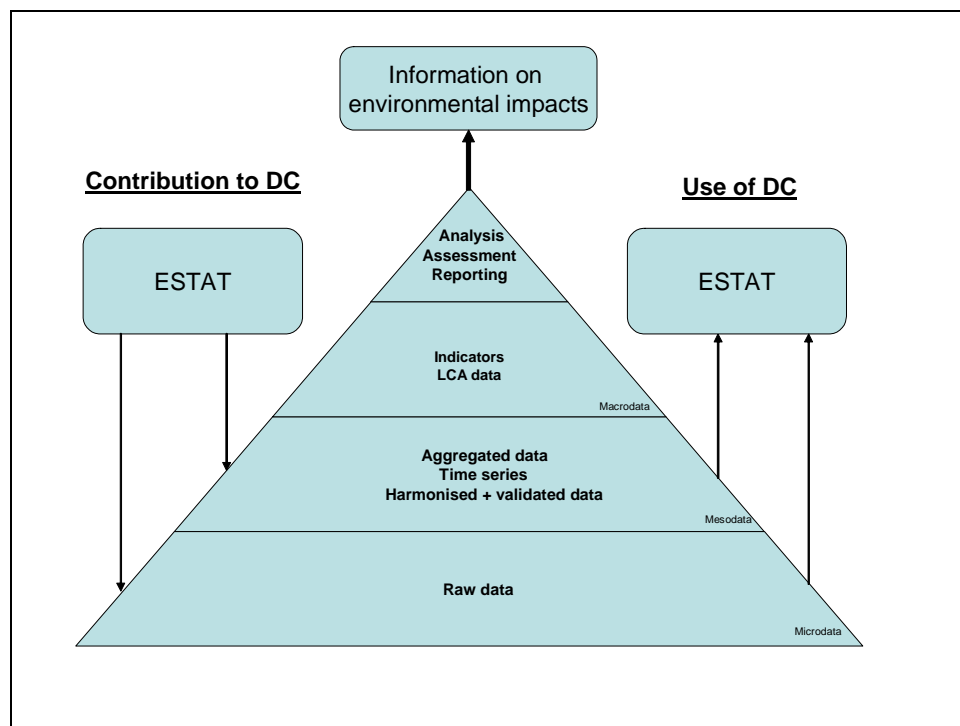 Information on
environmental impacts
Contribution to DC
Use of DC
ESTAT
Analysis
Assessment
Reporting
ESTAT
Indicators
LCA data
Macrodata
Aggregated data
Time series
Harmonised + validated data
Mesodata
Raw data
Microdata